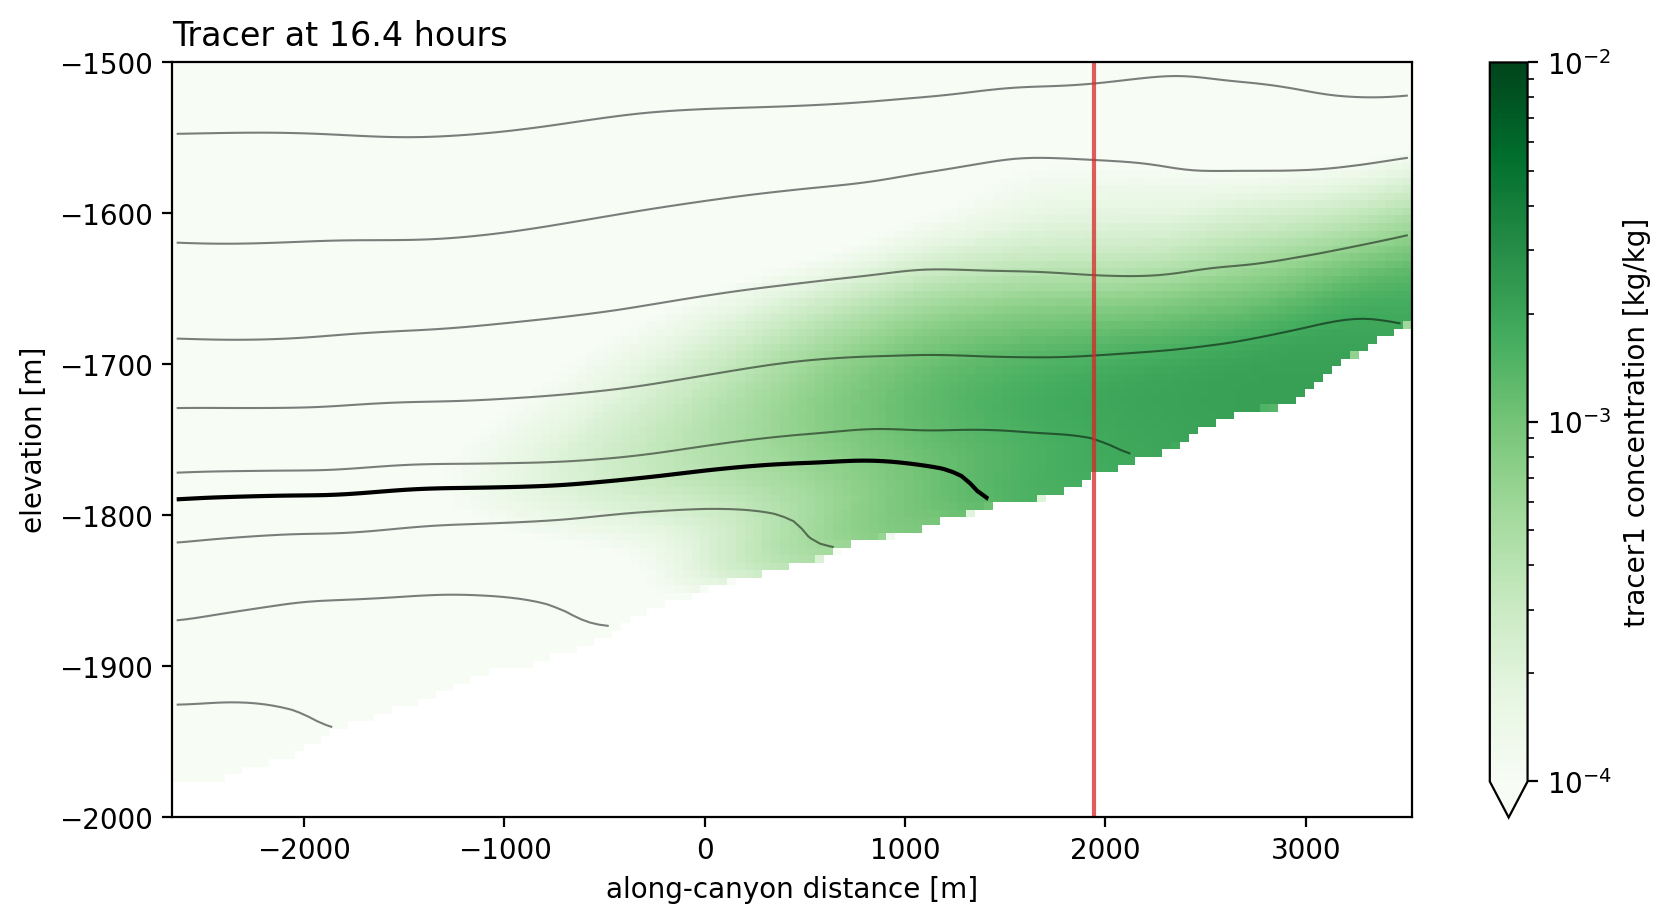 Tracer at 16.4 hours
−1500
−1600
−1700
−1800
−1900
−2000
elevation [m]
−2000 −1000 0 1000 2000 3000
along-canyon distance [m]
10⁻²
10⁻³
10⁻⁴
tracer1 concentration [kg/kg]